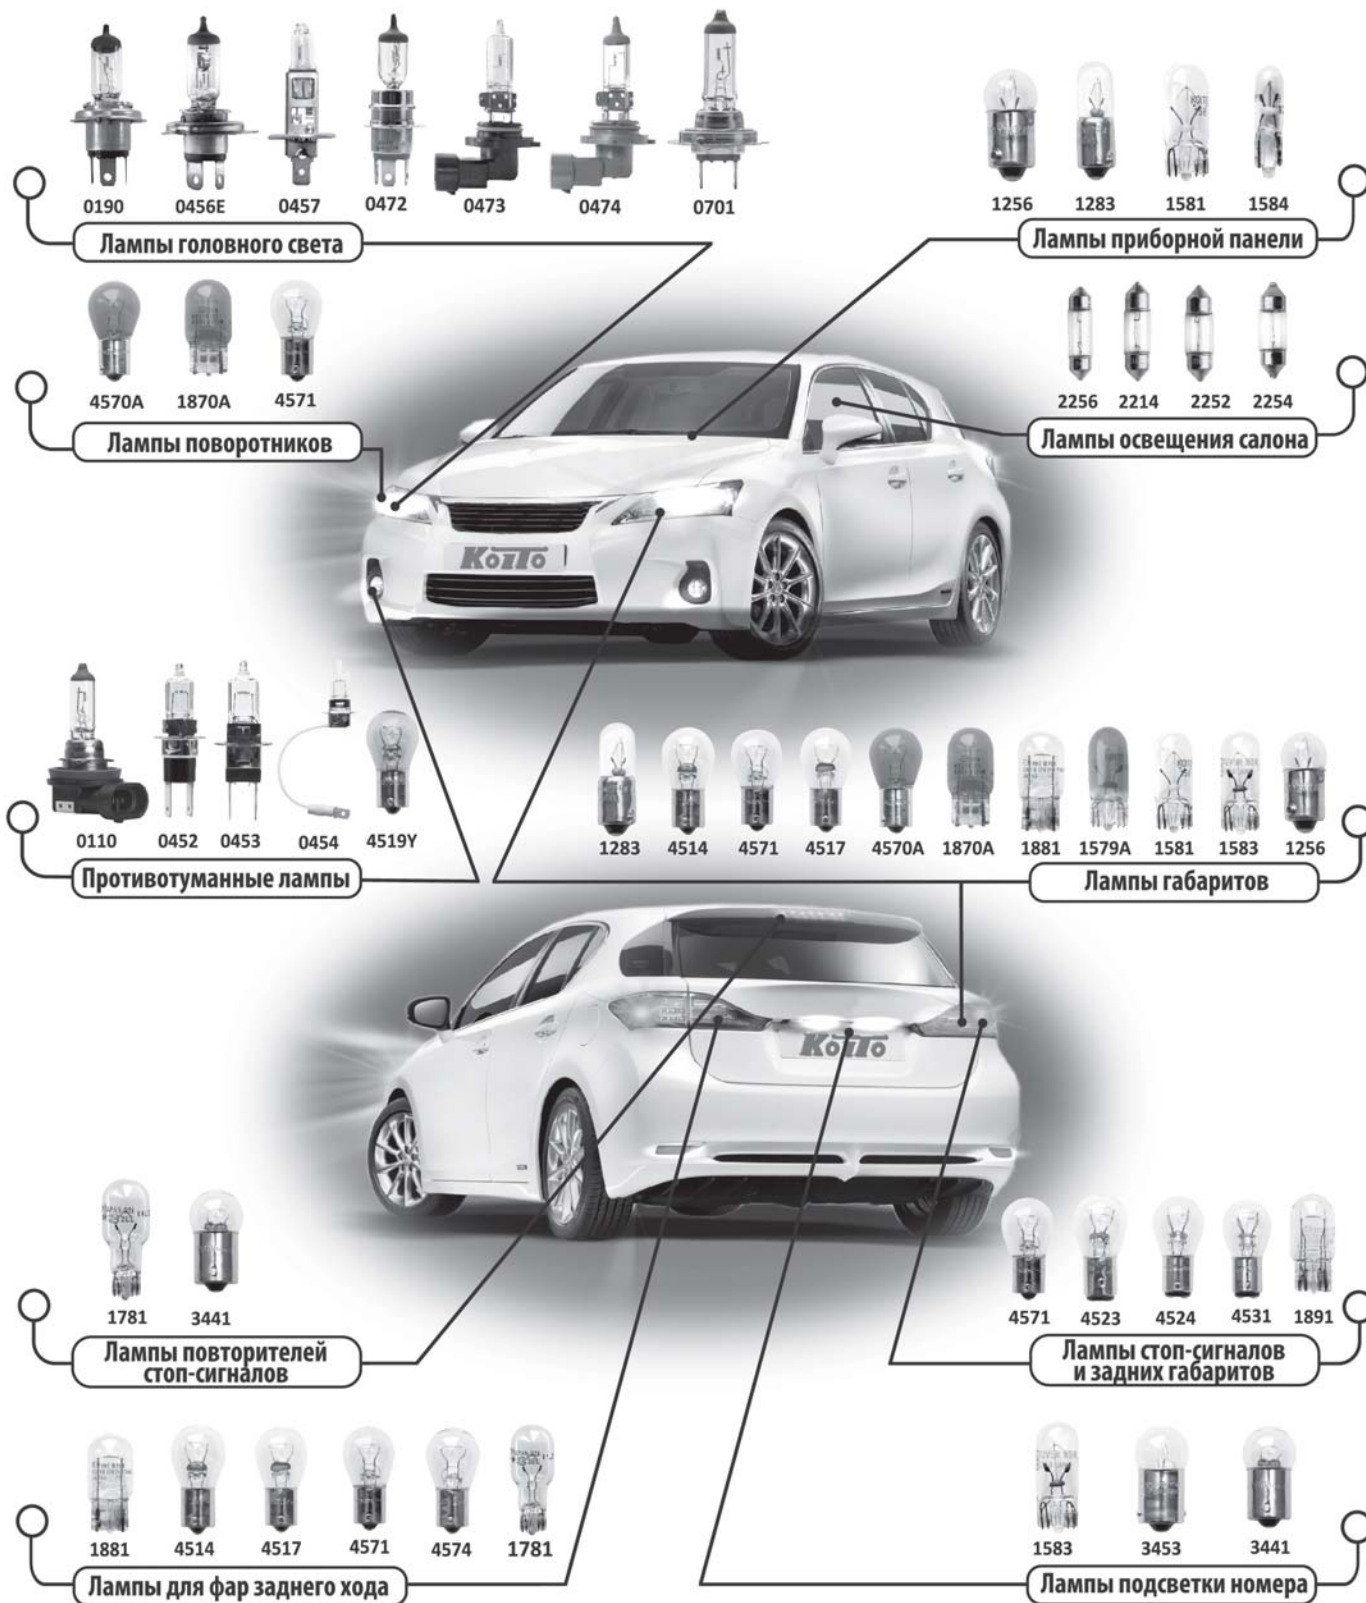 0190 0456E 0457 0472 0473 0474 0701
Лампы головного света
1256 1283 1581 1584
Лампы приборной панели
4570A 1870A 4571
Лампы поворотников
2256 2214 2252 2254
Лампы освещения салона
KOITO
0110 0452 0453 0454 4519Y
Противотуманные лампы
1283 4514 4571 4517 4570A 1870A 1881 1579A 1581 1583 1256
Лампы габаритов
KOITO
1781 3441
Лампы повторителей
стоп-сигналов
4571 4523 4524 4531 1891
Лампы стоп-сигналов
и задних габаритов
1881 4514 4517 4571 4574 1781
Лампы для фар заднего хода
1583 3453 3441
Лампы подсветки номера